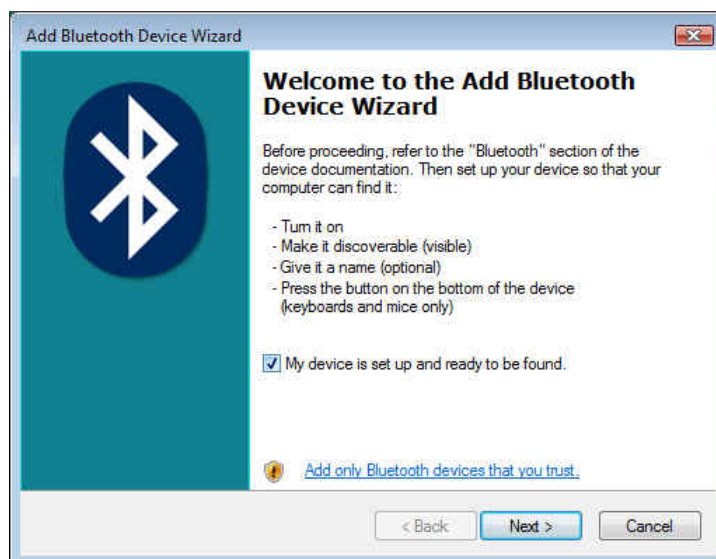 Add Bluetooth Device Wizard
Welcome to the Add Bluetooth
Device Wizard
Before proceeding, refer to the "Bluetooth" section of the
device documentation. Then set up your device so that your
computer can find it:
- Turn it on
- Make it discoverable (visible)
- Give it a name (optional)
- Press the button on the bottom of the device
(keyboards and mice only)
My device is set up and ready to be found.
Add only Bluetooth devices that you trust.
< Back
Next >
Cancel